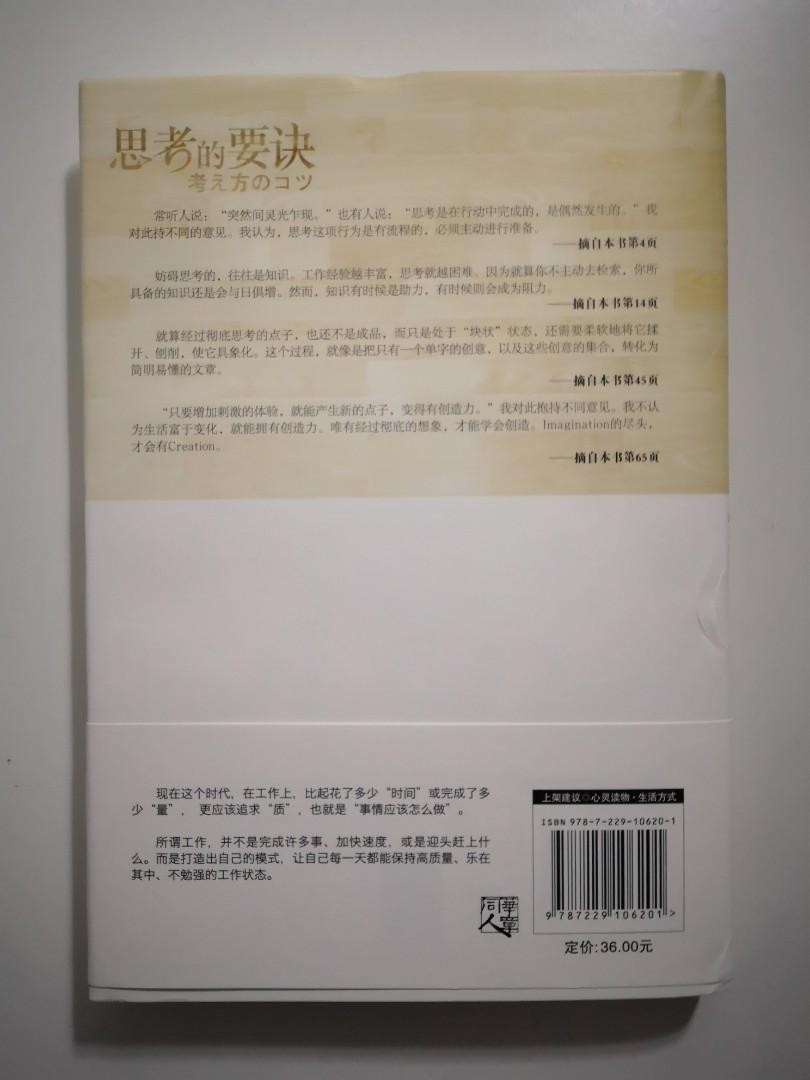 思考的要诀
考え方のコツ
常听人说：“突然间灵光乍现。”也有人说：“思考是在行动中完成的，是偶然发生的。”我
对此持不同的意见。我认为，思考这项行为是有流程的，必须主动进行准备。
——摘自本书第4页
妨碍思考的，往往是知识。工作经验越丰富，思考就越困难。因为就算你不主动去检索，你所
具备的知识还是会与日俱增。然而，知识有时候是助力，有时候则会成为阻力。
——摘自本书第14页
就算经过彻底思考的点子，也还不是成品，而只是处于“块状”状态，还需要柔软地将它揉
开、刨削，使它具象化。这个过程，就像是把只有一个单字的创意，以及这些创意的集合，转化为
简明易懂的文章。
——摘自本书第45页
“只要增加刺激的体验，就能产生新的点子，变得有创造力。”我对此抱持不同意见。我不认
为生活富于变化，就能拥有创造力。唯有经过彻底的想象，才能学会创造。Imagination的尽头，
才会有Creation。
——摘自本书第65页
现在这个时代，在工作上，比起花了多少“时间”或完成了多
少“量”，更应该追求“质”，也就是“事情应该怎么做”。
所谓工作，并不是完成许多事、加快速度，或是迎头赶上什
么。而是打造出自己的模式，让自己每一天都能保持高质量、乐在
其中、不勉强的工作状态。
華章同人
上架建议◎心灵读物·生活方式
ISBN 978-7-229-10620-1
9 787229 106201 >
定价：36.00元